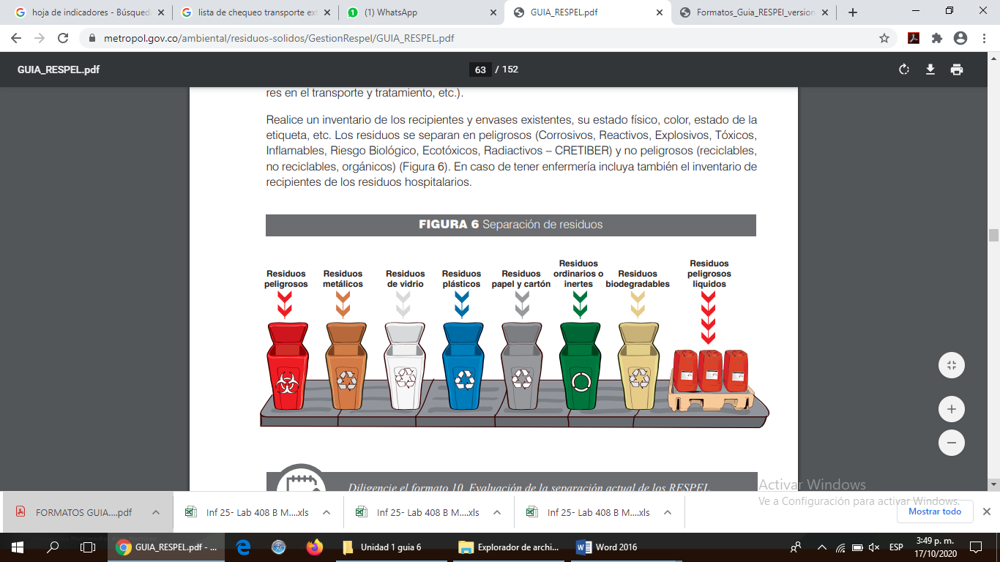 hoja de indicadores - Búsqued
lista de chequeo transporte ext
(1) WhatsApp
GUIA_RESPEL.pdf
Formatos_Guia_RESPEl_version
metropol.gov.co/ambiental/residuos-solidos/GestionRespel/GUIA_RESPEL.pdf
GUIA_RESPEL.pdf
63 / 152
res en el transporte y tratamiento, etc.).
Realice un inventario de los recipientes y envases existentes, su estado físico, color, estado de la
etiqueta, etc. Los residuos se separan en peligrosos (Corrosivos, Reactivos, Explosivos, Tóxicos,
Inflamables, Riesgo Biológico, Ecotóxicos, Radiactivos – CRETIBER) y no peligrosos (reciclables,
no reciclables, orgánicos) (Figura 6). En caso de tener enfermería incluya también el inventario de
recipientes de los residuos hospitalarios.
FIGURA 6 Separación de residuos
Residuos
peligrosos
Residuos
metálicos
Residuos
de vidrio
Residuos
plásticos
Residuos
papel y cartón
Residuos
ordinarios o
inertes
Residuos
biodegradables
Residuos
peligrosos
liquidos
Diligencie el formato 10. Evaluación de la separación actual de los RESPEL
Activar Windows
Ve a Configuración para activar Windows.
FORMATOS GUIA....pdf
Inf 25- Lab 408 B M....xls
Inf 25- Lab 408 B M....xls
Inf 25- Lab 408 B M....xls
Mostrar todo
GUIA_RESPEL.pdf - ...
Unidad 1 guia 6
Explorador de archi...
Word 2016
ESP
3:49 p. m.
17/10/2020